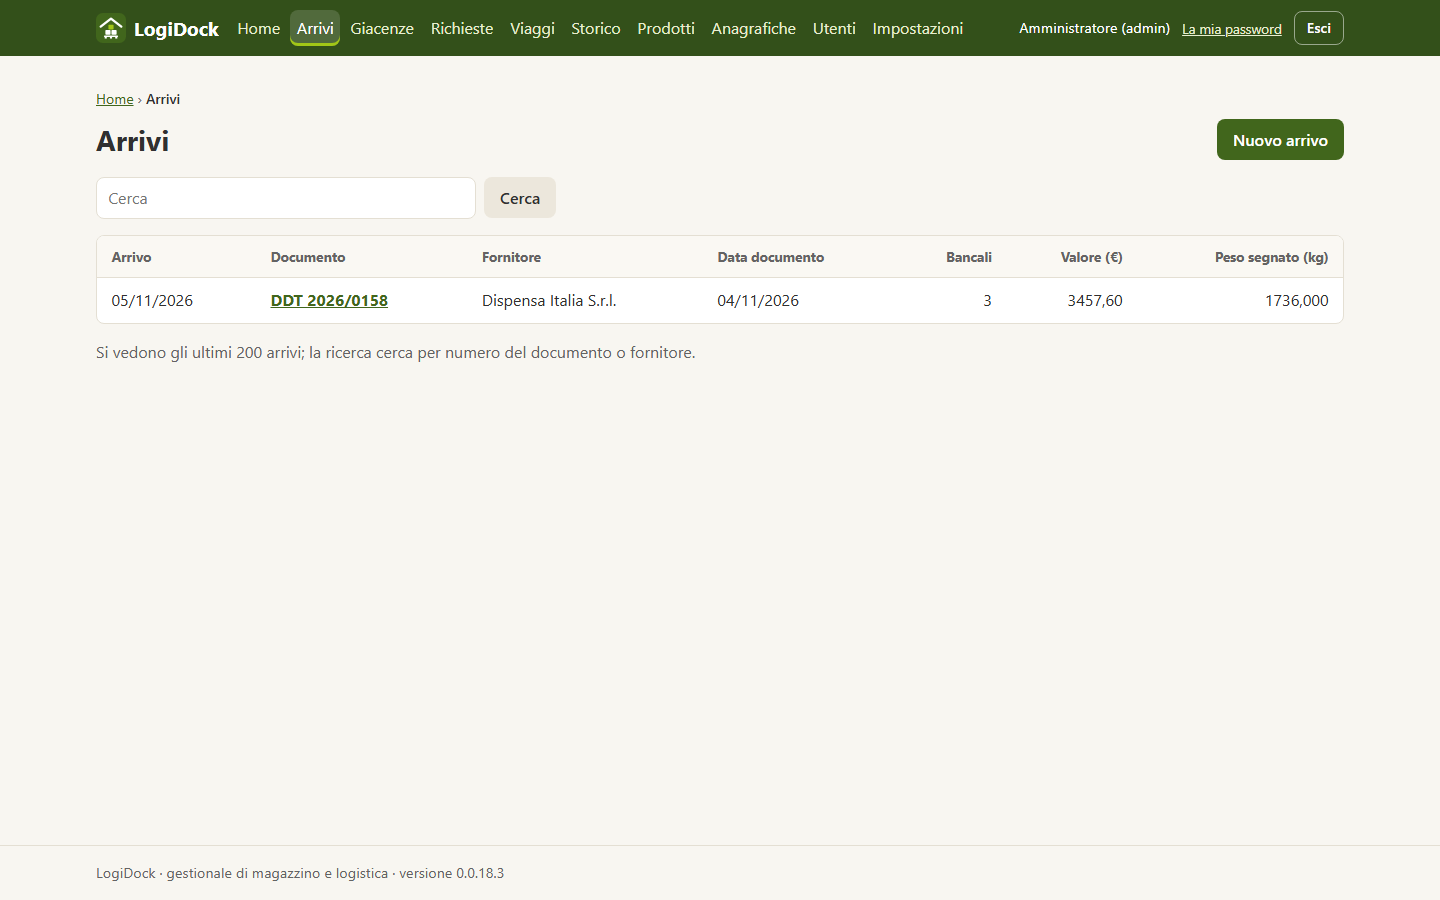 LogiDock Home Arrivi Giacenze Richieste Viaggi Storico Prodotti Anagrafiche Utenti Impostazioni Amministratore (admin) La mia password Esci
Home › Arrivi
Arrivi Nuovo arrivo
Cerca Cerca
Arrivo Documento Fornitore Data documento Bancali Valore (€) Peso segnato (kg)
05/11/2026 DDT 2026/0158 Dispensa Italia S.r.l. 04/11/2026 3 3457,60 1736,000
Si vedono gli ultimi 200 arrivi; la ricerca cerca per numero del documento o fornitore.
LogiDock · gestionale di magazzino e logistica · versione 0.0.18.3